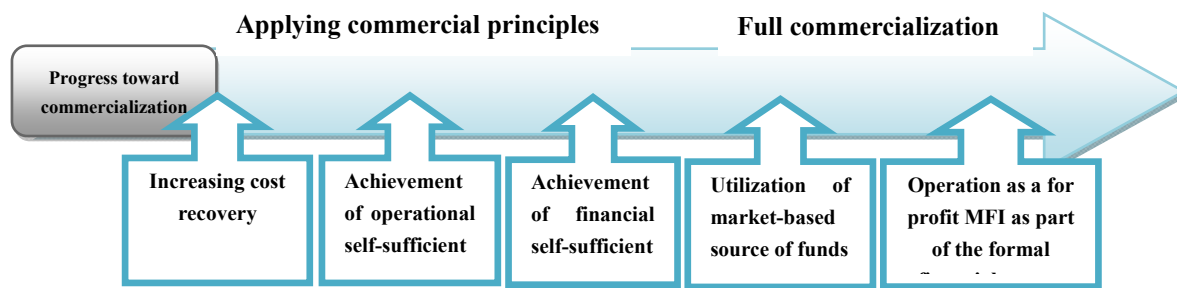 Applying commercial principles
Full commercialization
Progress toward
commercialization
Increasing cost
recovery
Achievement
of operational
self-sufficient
Achievement
of financial
self-sufficient
Utilization of
market-based
source of funds
Operation as a for
profit MFI as part
of the formal